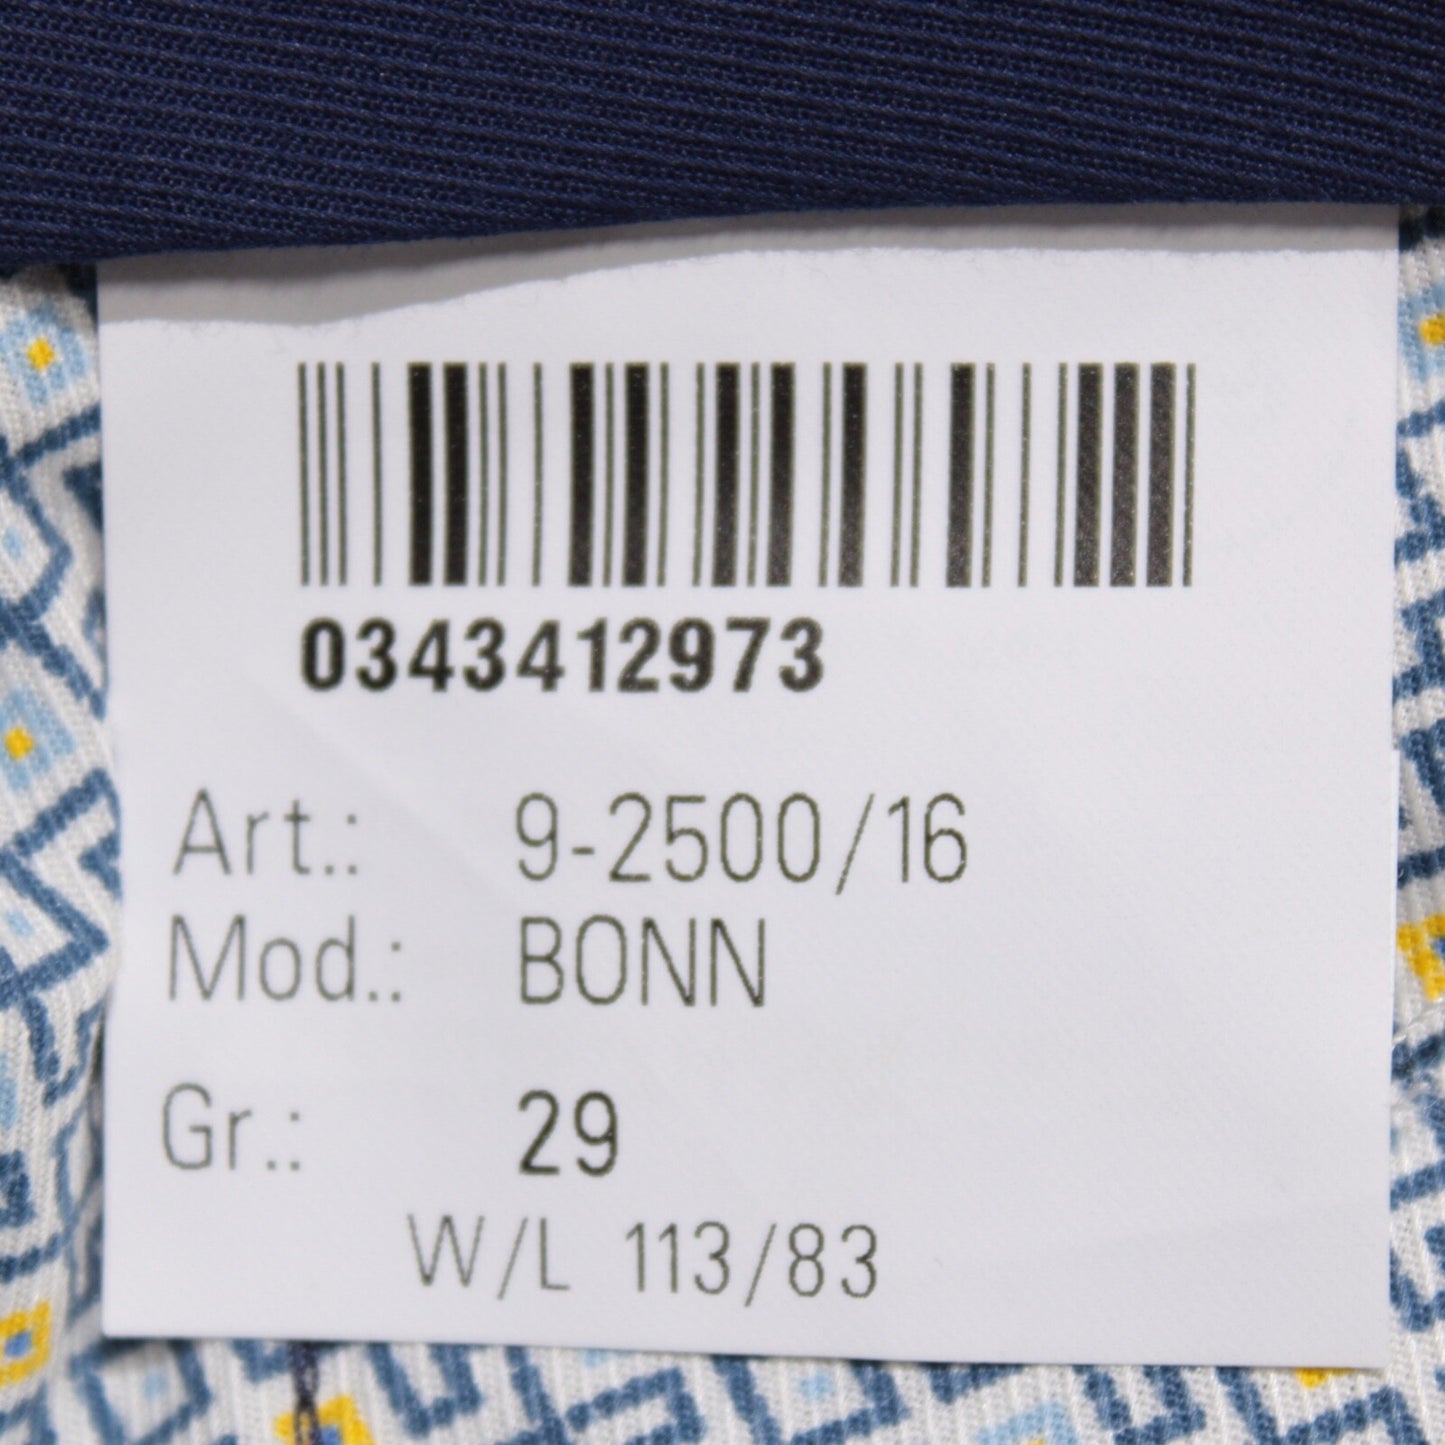 0343412973
Art.: 9-2500/16
Mod.: BONN
Gr.: 29
W/L 113/83